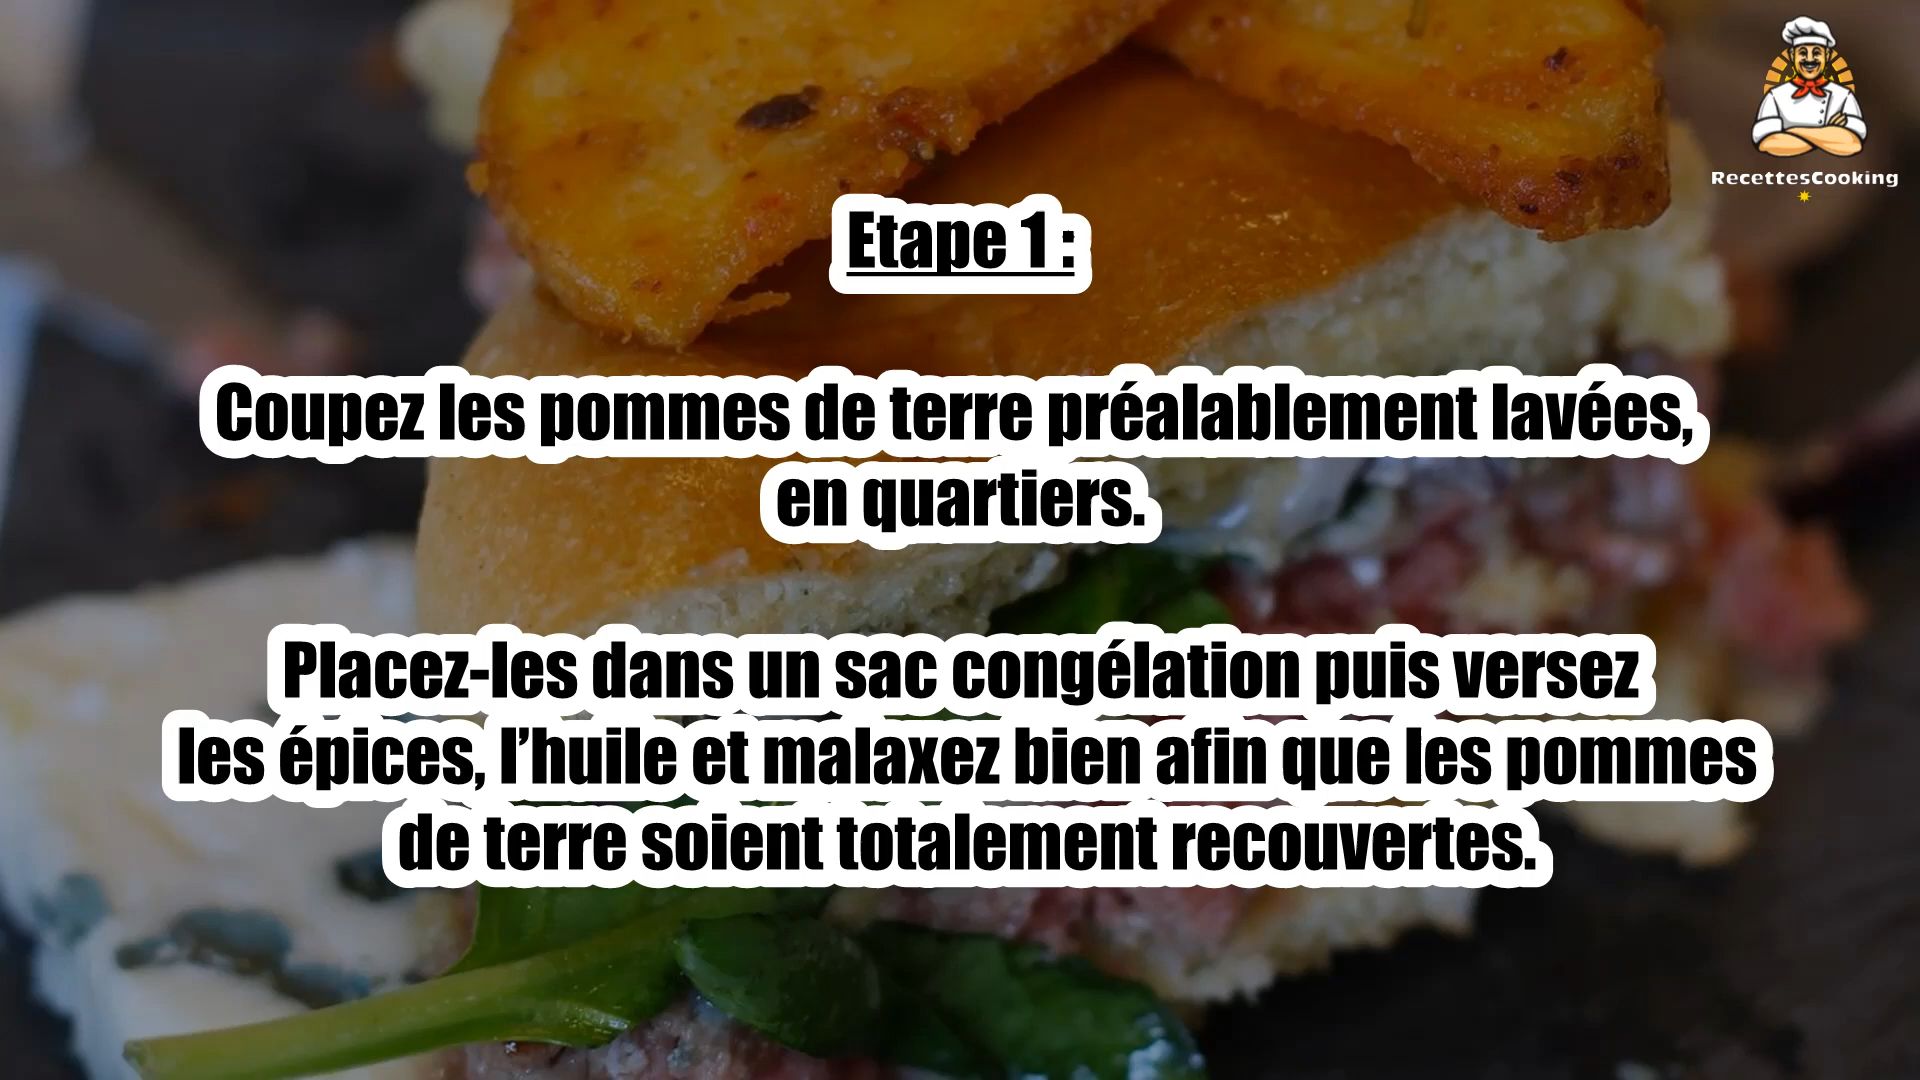 RecettesCooking
Etape 1 :
Coupez les pommes de terre préalablement lavées,
en quartiers.
Placez-les dans un sac congélation puis versez
les épices, l’huile et malaxez bien afin que les pommes
de terre soient totalement recouvertes.